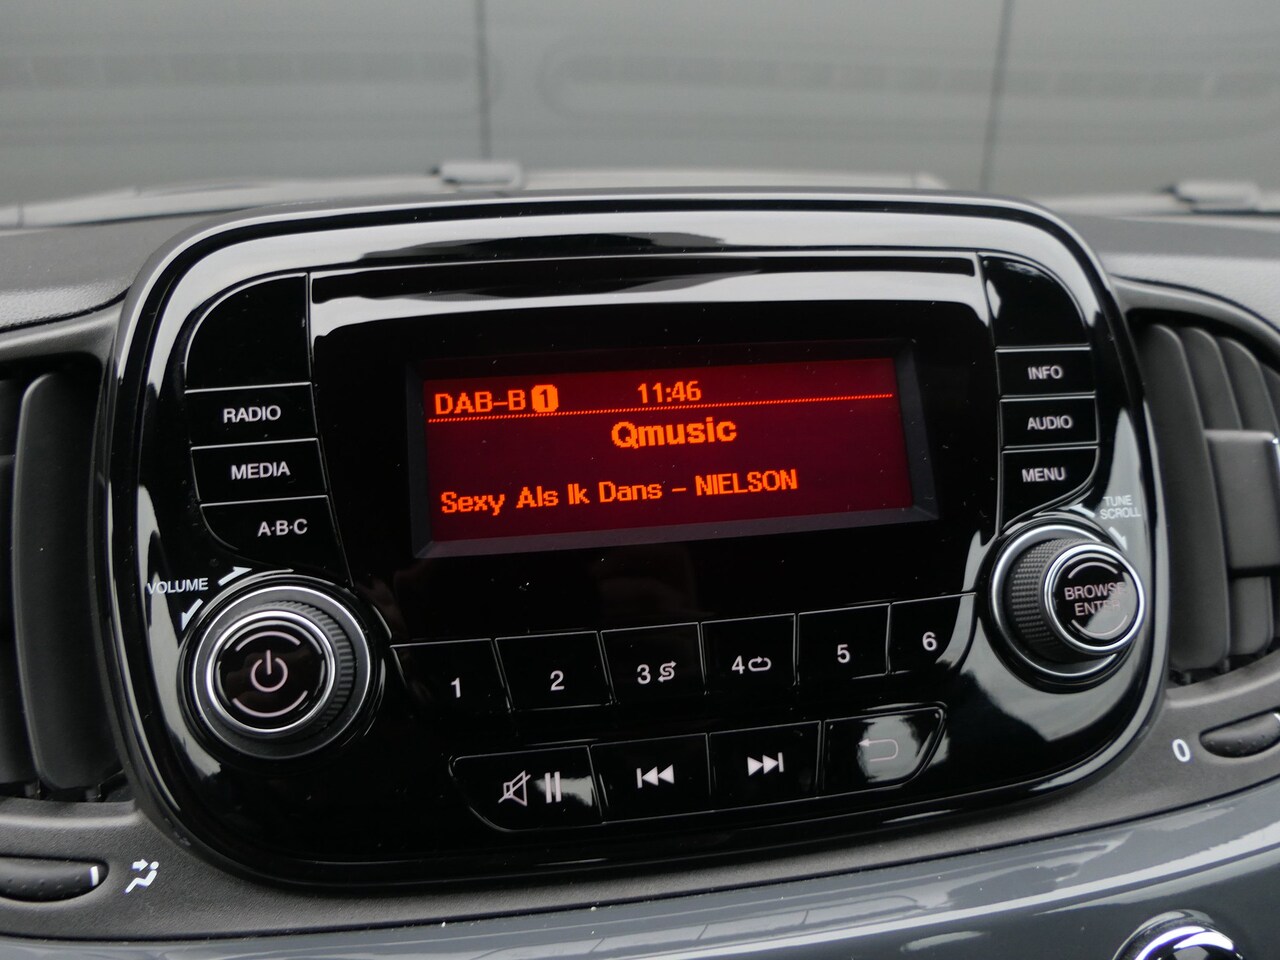 DAB-B 1 11:46
Qmusic
Sexy Als Ik Dans - NIELSON
RADIO
MEDIA
A·B·C
VOLUME
INFO
AUDIO
MENU
TUNE
SCROLL
BROWSE
ENTER
1 2 3 4 5 6
0